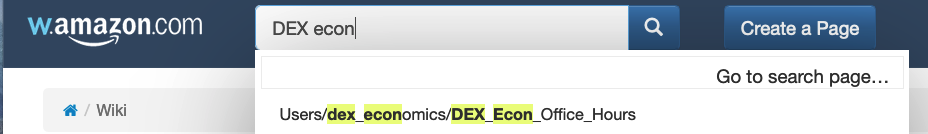 w.amazon.com
DEX econ
Create a Page
Go to search page...
/ Wiki
Users/dex_economics/DEX_Econ_Office_Hours